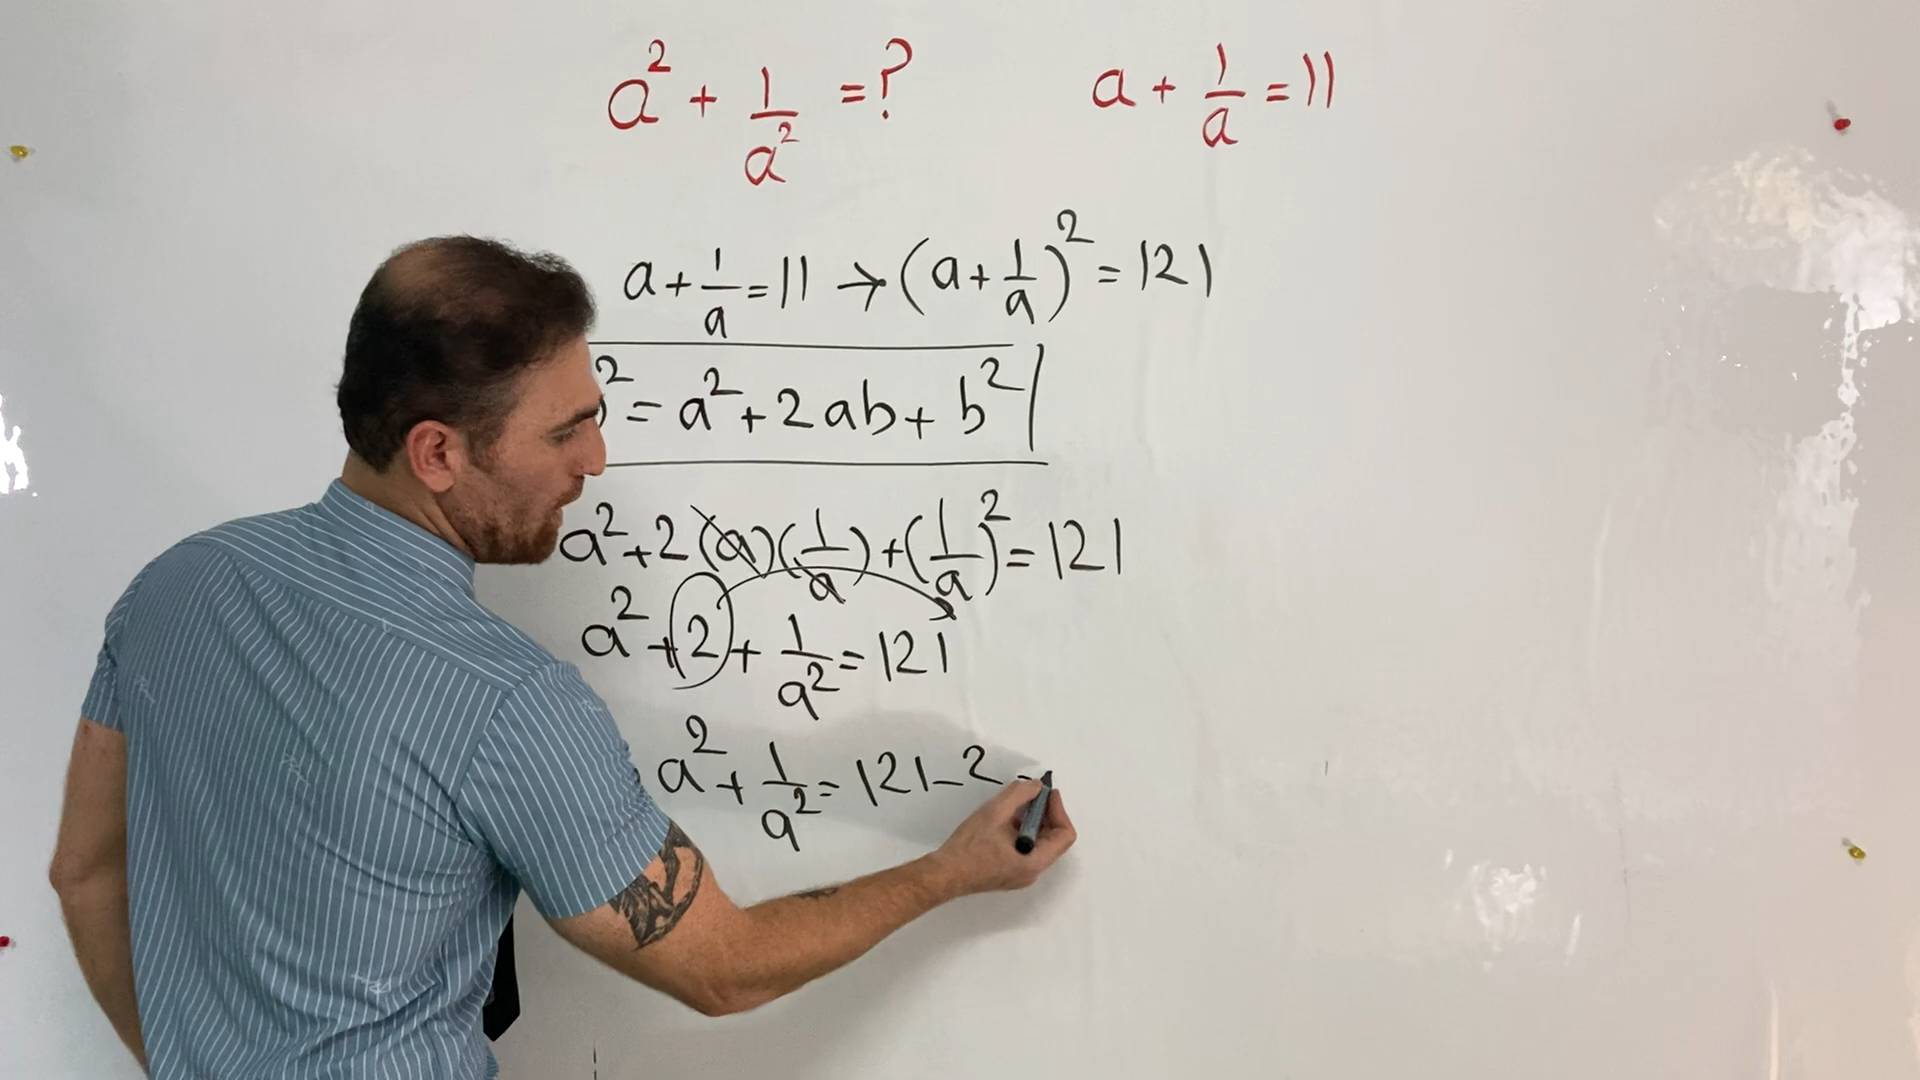 a² + 1/a² = ? a + 1/a = 11
a + 1/a = 11 → (a + 1/a)² = 121
)² = a² + 2ab + b²
a² + 2(a)(1/a) + (1/a)² = 121
a² + 2 + 1/a² = 121
a² + 1/a² = 121 - 2 =